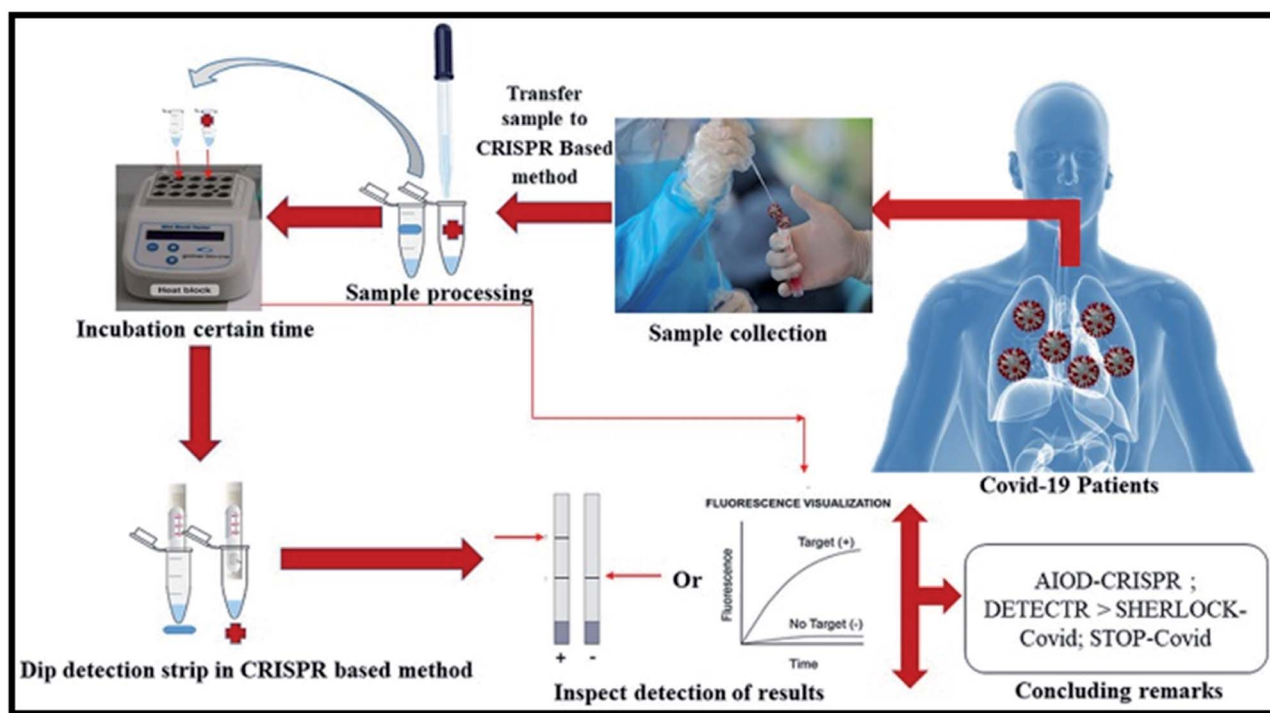 Transfer
sample to
CRISPR Based
method
Heat block
Sample processing
Incubation certain time
Sample collection
Covid-19 Patients
FLUORESCENCE VISUALIZATION
Fluorescence
Target (+)
No Target (-)
Time
Or
+ -
Dip detection strip in CRISPR based method
Inspect detection of results
AIOD-CRISPR ;
DETECTR > SHERLOCK-
Covid; STOP-Covid
Concluding remarks